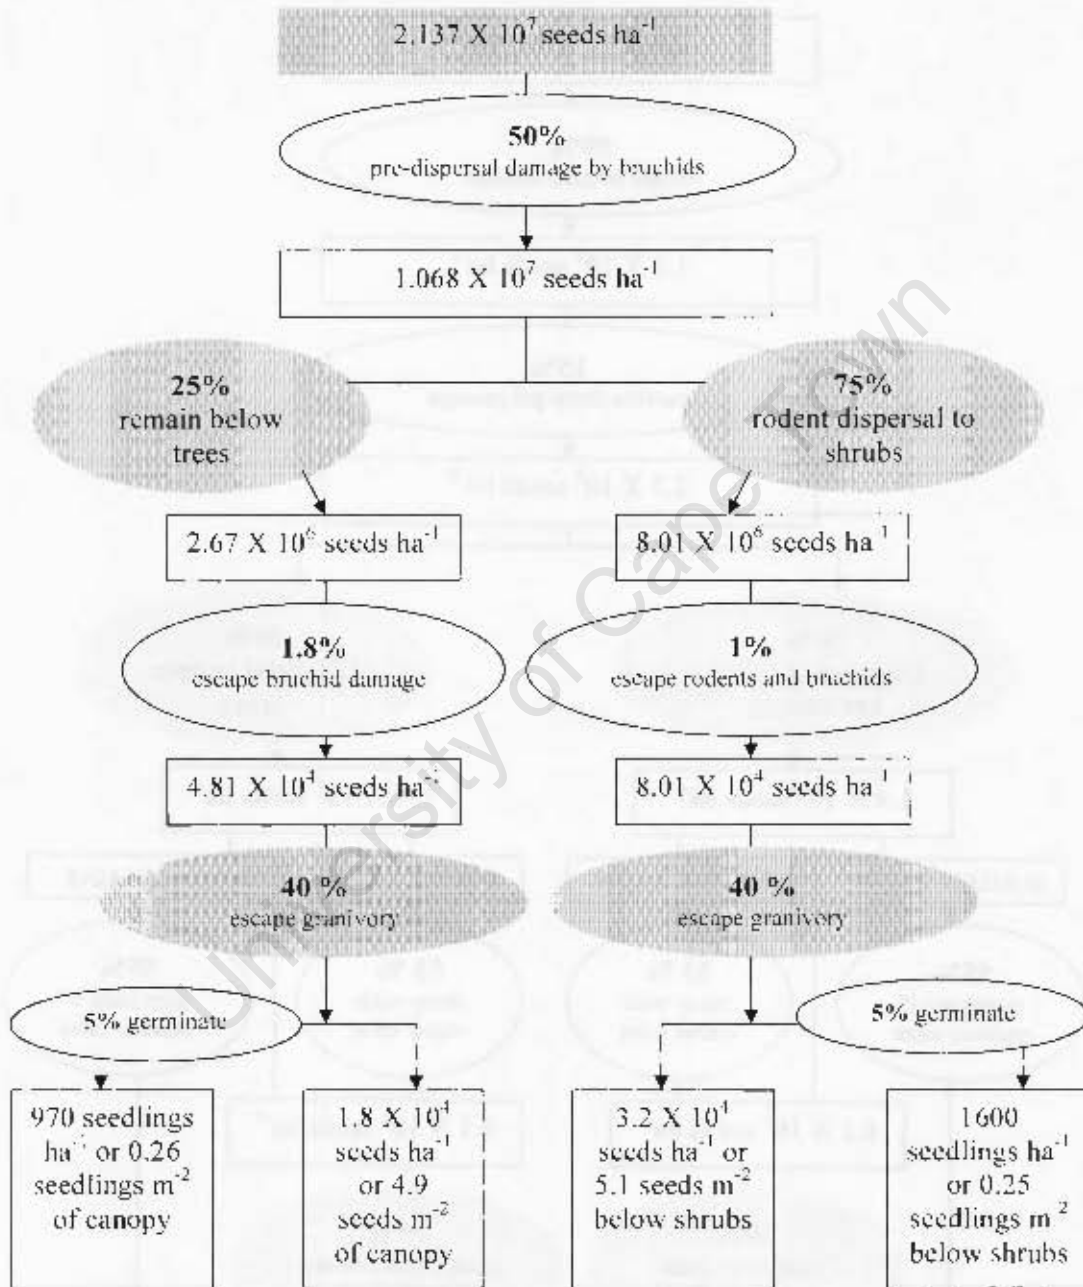 2.137 X 10⁷ seeds ha⁻¹
50%
pre-dispersal damage by bruchids
1.068 X 10⁷ seeds ha⁻¹
25%
remain below
trees
75%
rodent dispersal to
shrubs
2.67 X 10⁶ seeds ha⁻¹
8.01 X 10⁶ seeds ha⁻¹
1.8%
escape bruchid damage
1%
escape rodents and bruchids
4.81 X 10⁴ seeds ha⁻¹
8.01 X 10⁴ seeds ha⁻¹
40 %
escape granivory
40 %
escape granivory
5% germinate
5% germinate
970 seedlings
ha⁻¹ or 0.26
seedlings m⁻²
of canopy
1.8 X 10⁴
seeds ha⁻¹
or 4.9
seeds m⁻²
of canopy
3.2 X 10⁴
seeds ha⁻¹ or
5.1 seeds m⁻²
below shrubs
1600
seedlings ha⁻¹
or 0.25
seedlings m⁻²
below shrubs
University of Cape Town